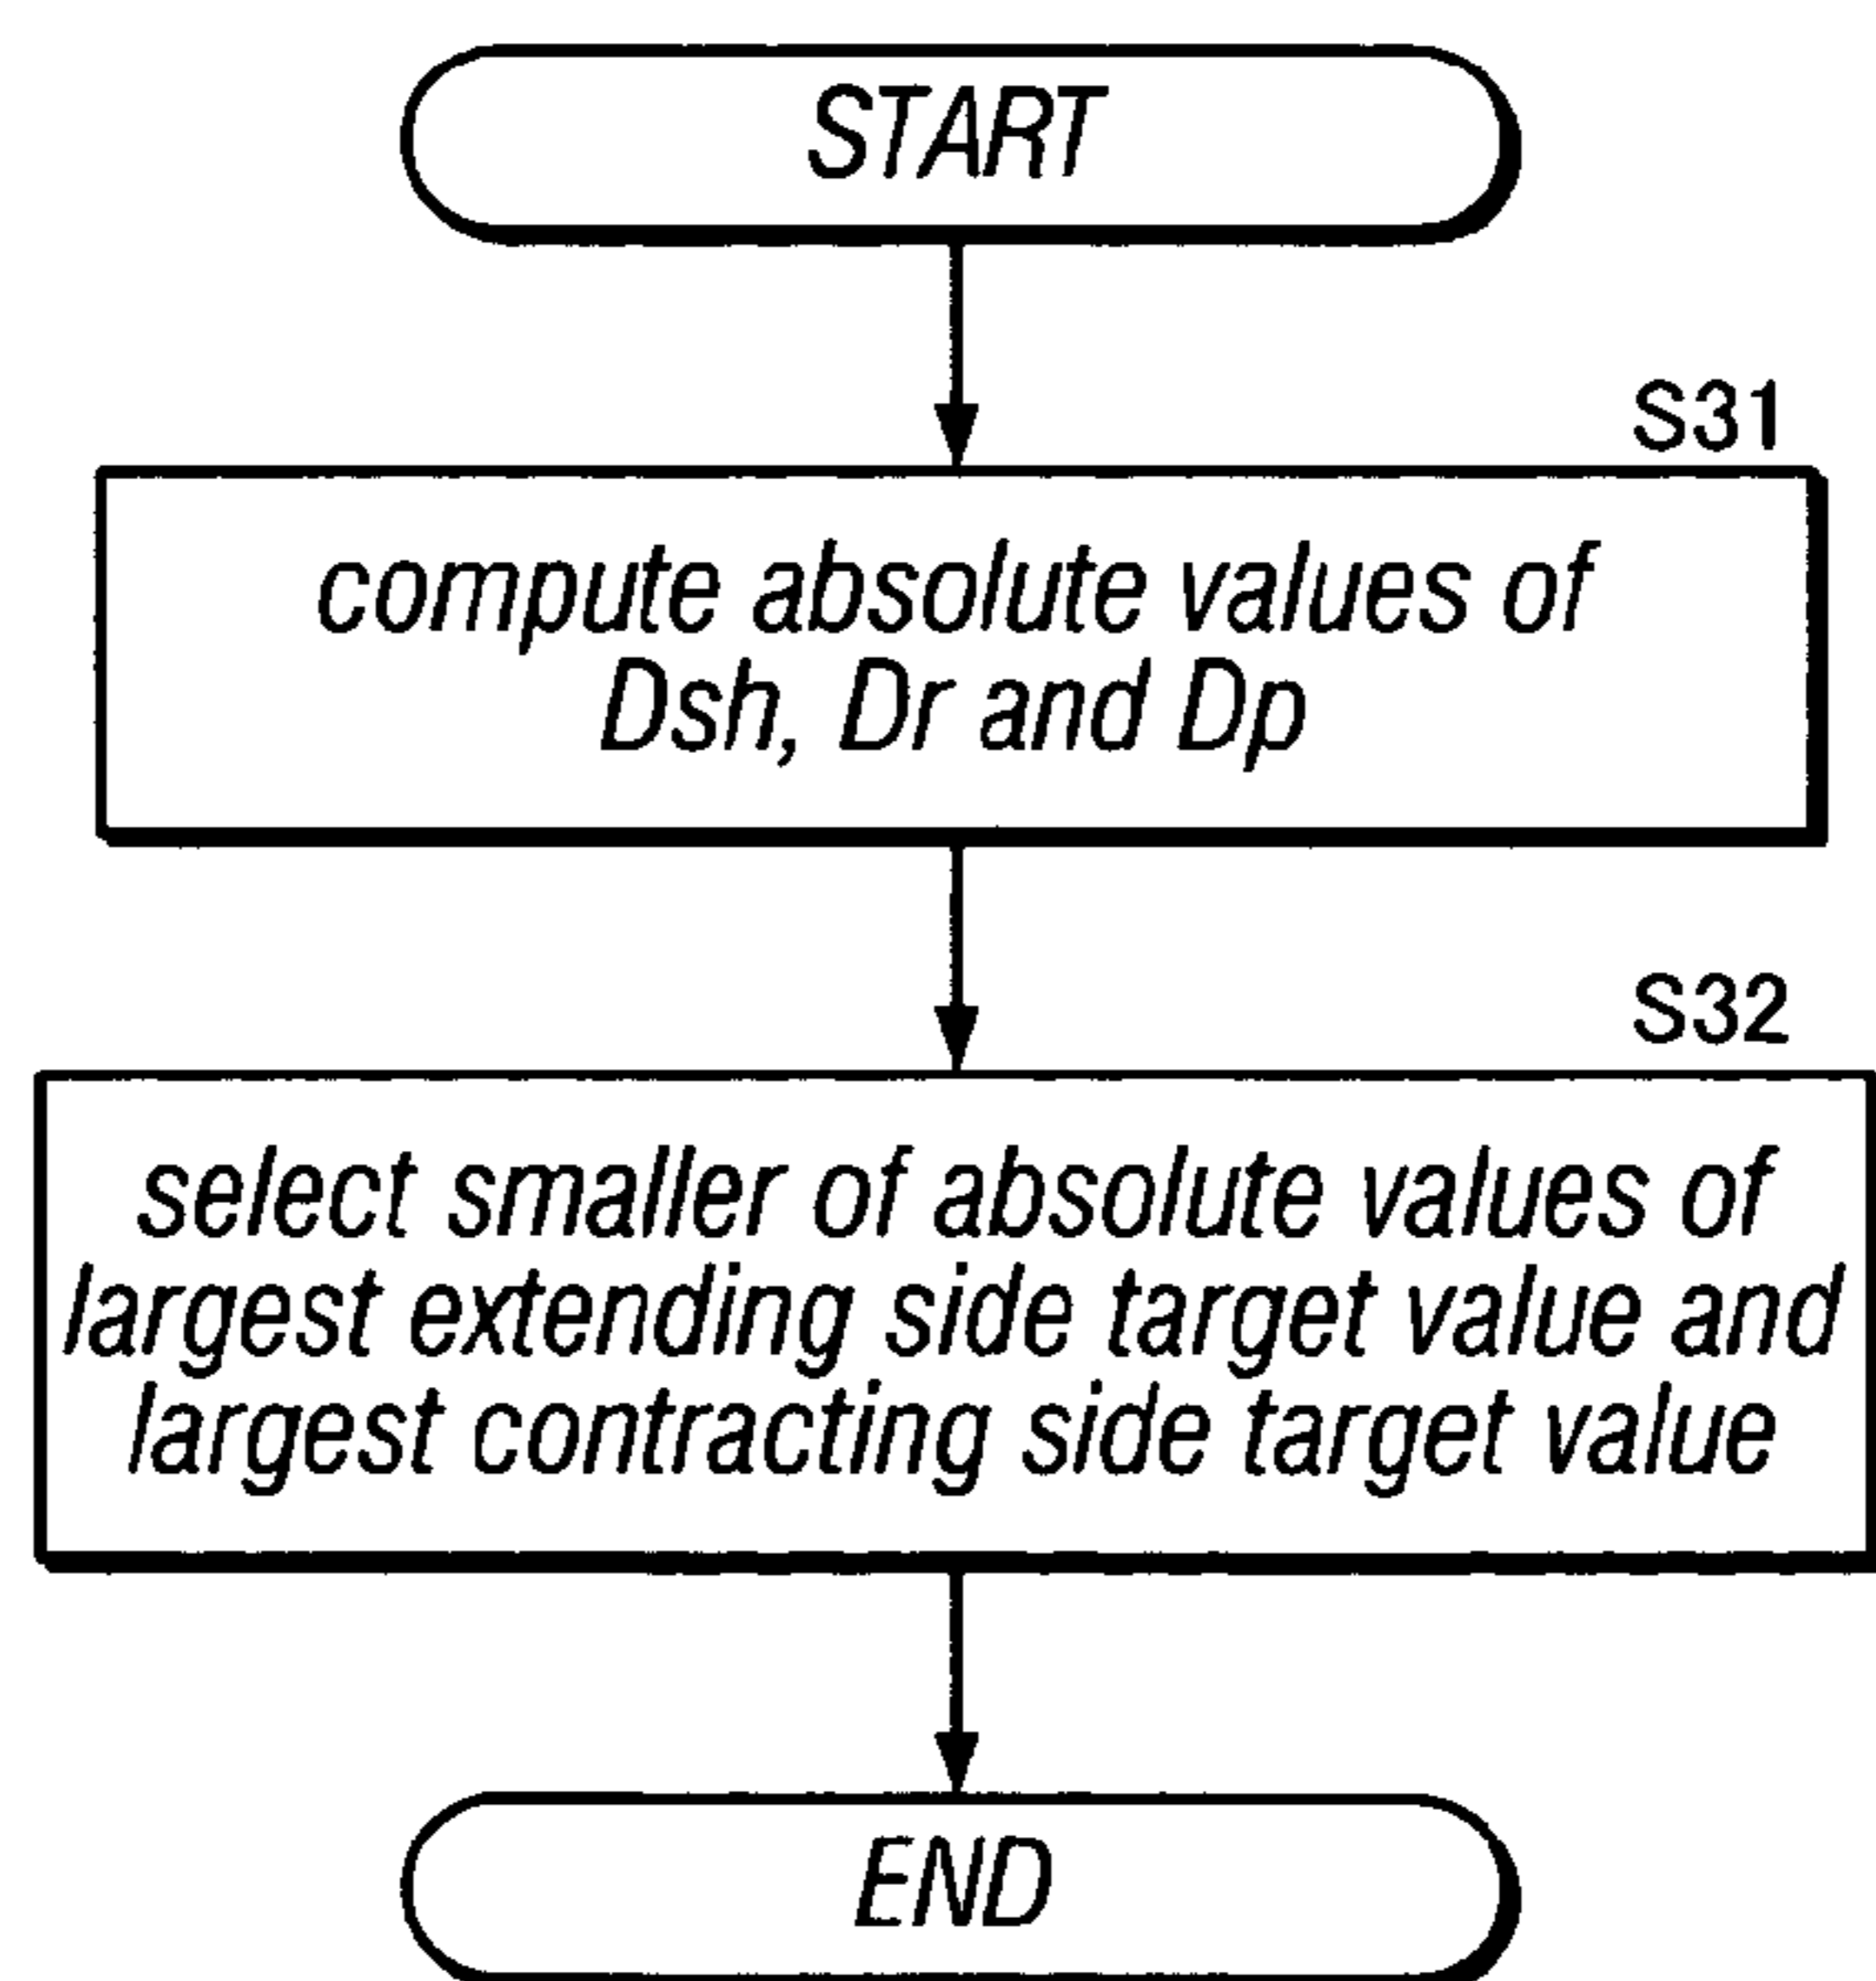 START
S31
compute absolute values of
Dsh, Dr and Dp
S32
select smaller of absolute values of
largest extending side target value and
largest contracting side target value
END